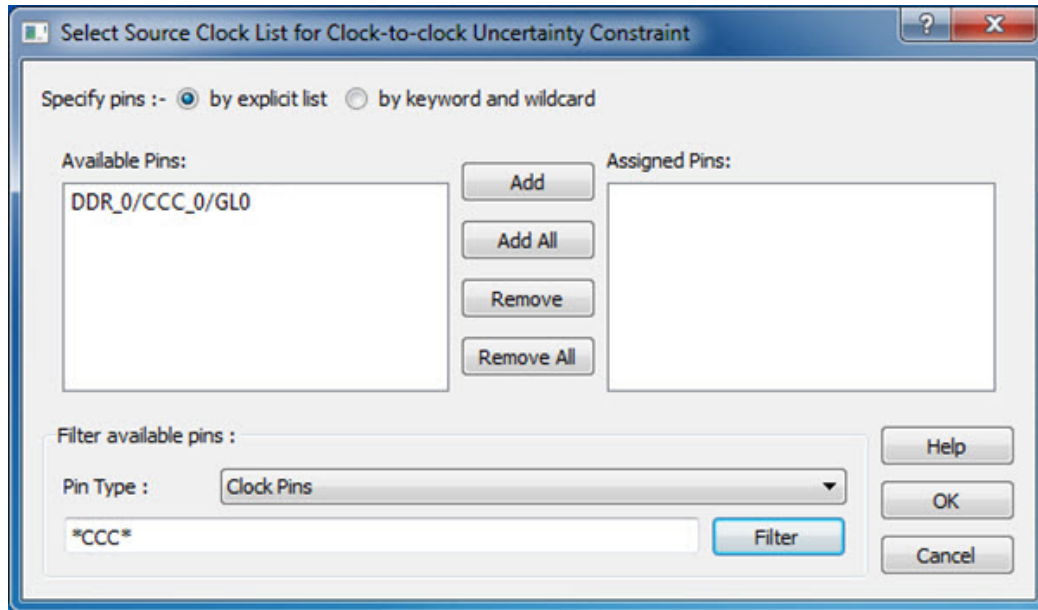 Select Source Clock List for Clock-to-clock Uncertainty Constraint
Specify pins :- by explicit list by keyword and wildcard
Available Pins:
DDR_0/CCC_0/GL0
Add
Add All
Remove
Remove All
Assigned Pins:
Filter available pins :
Pin Type : Clock Pins
*CCC* Filter
Help
OK
Cancel